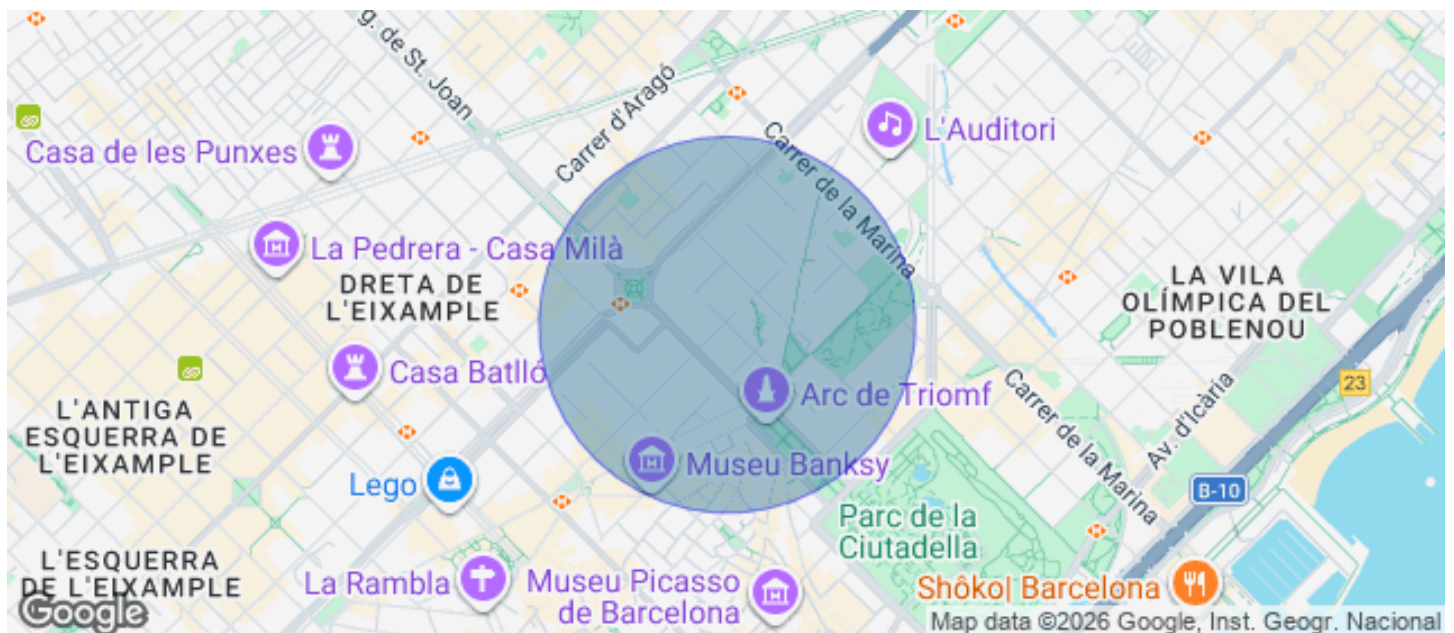 g. de St. Joan
Carrer d'Aragó
Carrer de la Marina
L'Auditori
Casa de les Punxes
La Pedrera - Casa Milà
DRETA DE
L'EIXAMPLE
LA VILA
OLÍMPICA DEL
POBLENOU
Casa Batlló
Arc de Triomf
23
L'ANTIGA
ESQUERRA DE
L'EIXAMPLE
Carrer de la Marina
Av. d'Icària
Lego
Museu Banksy
B-10
Parc de la
Ciutadella
L'ESQUERRA
DE L'EIXAMPLE
La Rambla
Museu Picasso
de Barcelona
Shôko| Barcelona
Google
Map data ©2026 Google, Inst. Geogr. Nacional